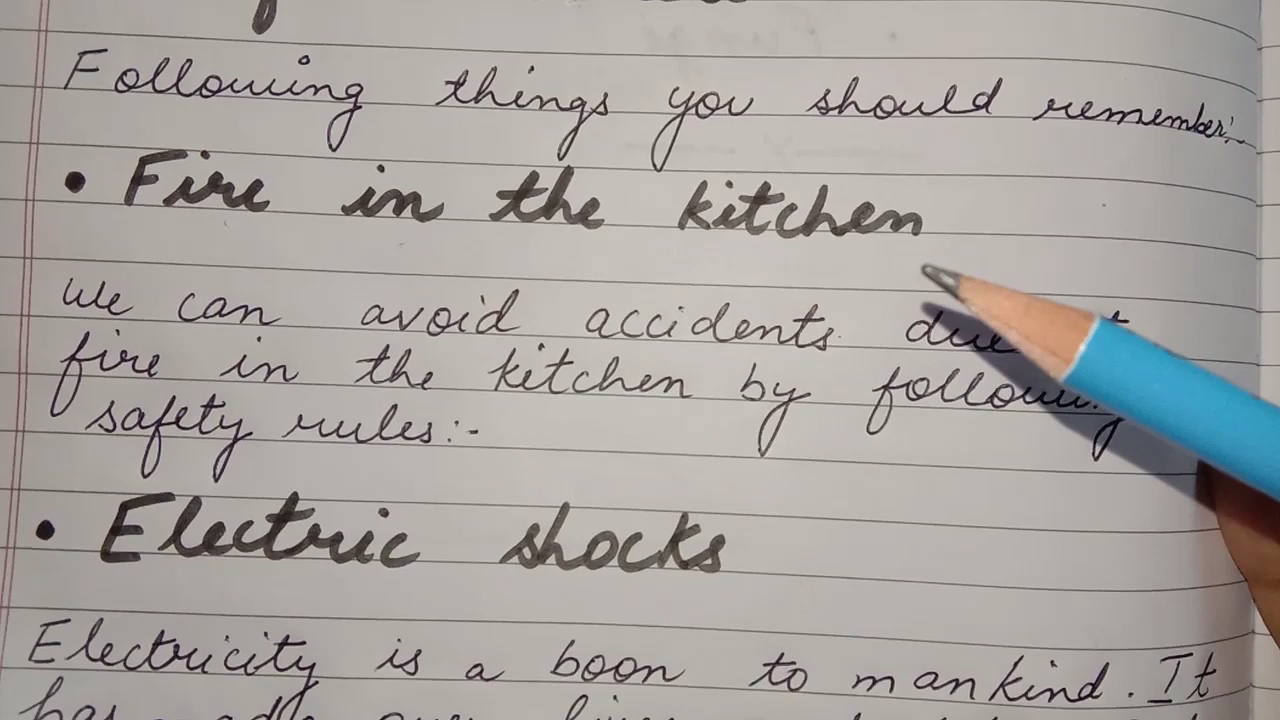 Following things you should remember:-
• Fire in the kitchen
We can avoid accidents due
fire in the kitchen by following
safety rules:-
• Electric shocks
Electricity is a boon to mankind. It
has